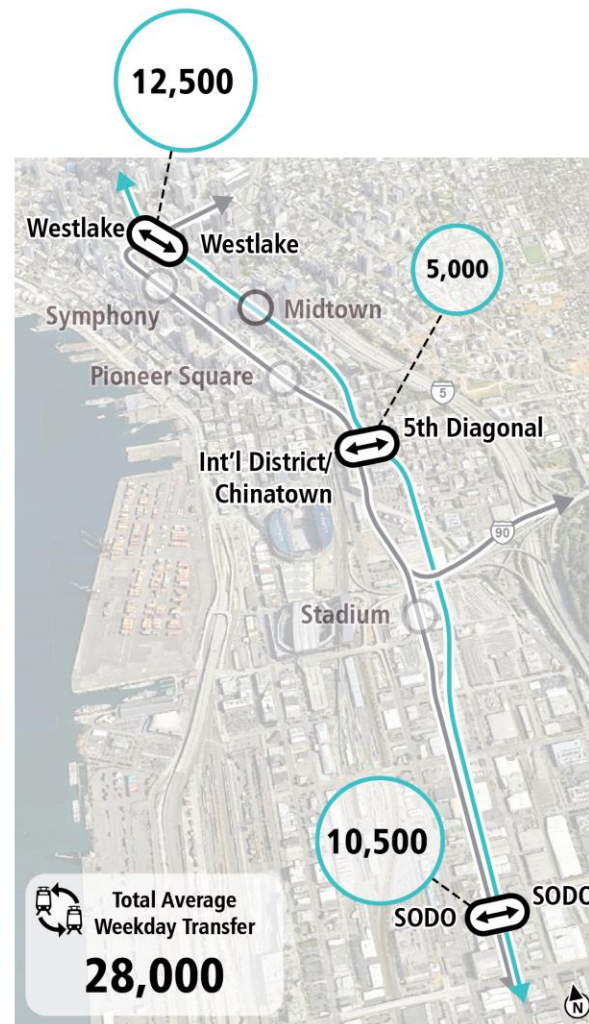 12,500
Westlake
Westlake
5,000
Symphony
Midtown
Pioneer Square
5
5th Diagonal
Int'l District/
Chinatown
90
Stadium
10,500
SODO
SODO
Total Average
Weekday Transfer
28,000
N